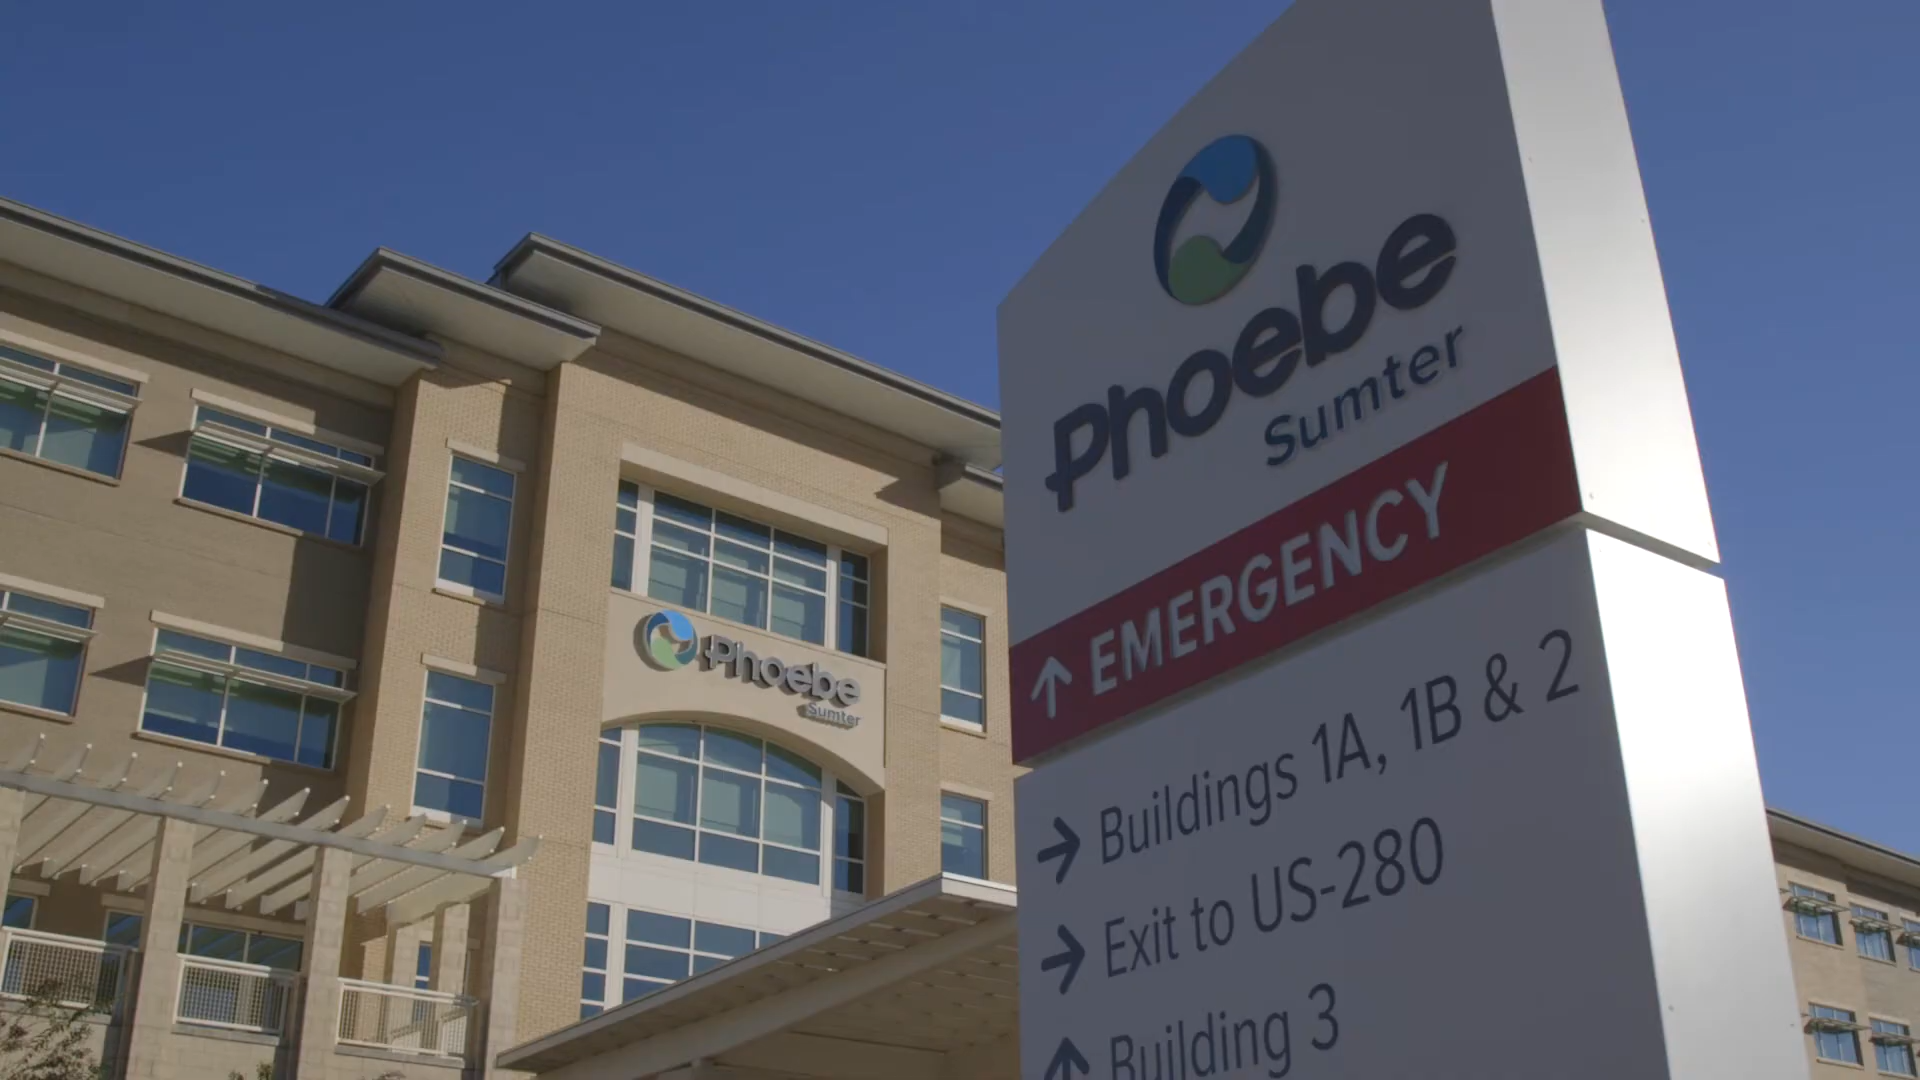 Phoebe
Sumter
↑ EMERGENCY
→ Buildings 1A, 1B & 2
→ Exit to US-280
↑ Building 3
Phoebe
Sumter